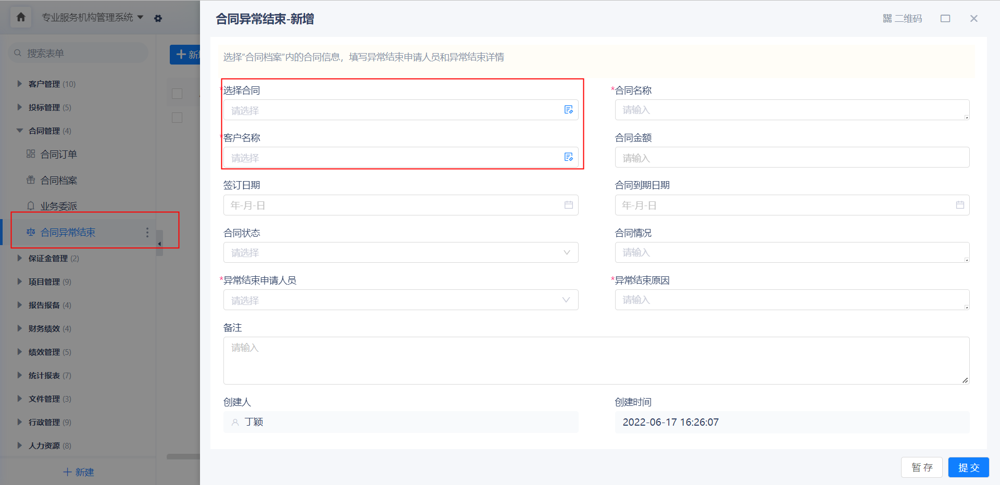 专业服务机构管理系统
搜索表单
客户管理 (10)
投标管理 (5)
合同管理 (4)
合同订单
合同档案
业务委派
合同异常结束
保证金管理 (2)
项目管理 (9)
报告报备 (4)
财务绩效 (4)
绩效管理 (5)
统计报表 (7)
文件管理 (3)
行政管理 (9)
人力资源 (8)
新建
新
合同异常结束-新增
二维码
选择“合同档案”内的合同信息，填写异常结束申请人员和异常结束详情
*选择合同
请选择
*合同名称
请输入
*客户名称
请选择
合同金额
请输入
签订日期
年-月-日
合同到期日期
年-月-日
合同状态
请选择
合同情况
请输入
*异常结束申请人员
请选择
*异常结束原因
请输入
备注
请输入
创建人
丁颖
创建时间
2022-06-17 16:26:07
暂存
提交